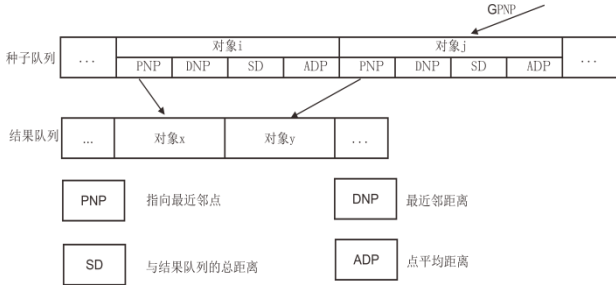 GPNP
种子队列 ... 对象i 对象j ...
PNP DNP SD ADP PNP DNP SD ADP
结果队列 ... 对象x 对象y ...
PNP 指向最近邻点 DNP 最近邻距离
SD 与结果队列的总距离 ADP 点平均距离